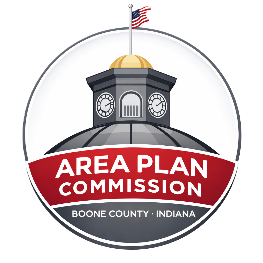 AREA PLAN
COMMISSION
BOONE COUNTY · INDIANA